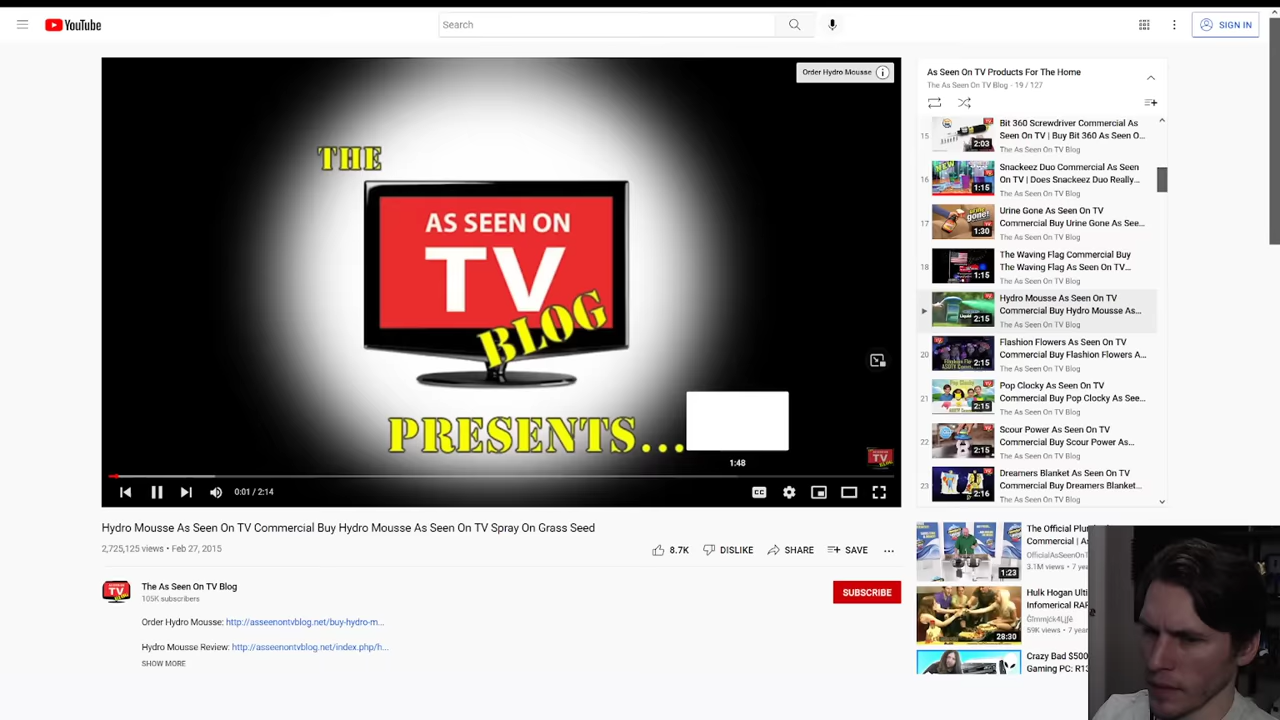 YouTube
Search
SIGN IN
Order Hydro Mousse
THE
AS SEEN ON
TV
BLOG
PRESENTS...
TV
BLOG
1:48
0:01 / 2:14
Hydro Mousse As Seen On TV Commercial Buy Hydro Mousse As Seen On TV Spray On Grass Seed
2,725,125 views • Feb 27, 2015
8.7K
DISLIKE
SHARE
SAVE
The As Seen On TV Blog
105K subscribers
SUBSCRIBE
Order Hydro Mousse: http://asseenontvblog.net/buy-hydro-m...
Hydro Mousse Review: http://asseenontvblog.net/index.php/h...
SHOW MORE
As Seen On TV Products For The Home
The As Seen On TV Blog - 19 / 127
15
2:03
Bit 360 Screwdriver Commercial As
Seen On TV | Buy Bit 360 As Seen O...
The As Seen On TV Blog
16
1:15
Snackeez Duo Commercial As Seen
On TV | Does Snackeez Duo Really...
The As Seen On TV Blog
17
1:30
Urine Gone As Seen On TV
Commercial Buy Urine Gone As See...
The As Seen On TV Blog
18
1:15
The Waving Flag Commercial Buy
The Waving Flag As Seen On TV...
The As Seen On TV Blog
2:15
Hydro Mousse As Seen On TV
Commercial Buy Hydro Mousse As...
The As Seen On TV Blog
20
2:15
Flashion Flowers As Seen On TV
Commercial Buy Flashion Flowers A...
The As Seen On TV Blog
21
2:15
Pop Clocky As Seen On TV
Commercial Buy Pop Clocky As See...
The As Seen On TV Blog
22
2:15
Scour Power As Seen On TV
Commercial Buy Scour Power As...
The As Seen On TV Blog
23
2:16
Dreamers Blanket As Seen On TV
Commercial Buy Dreamers Blanket...
The As Seen On TV Blog
1:23
The Official Plu
Commercial | As
OfficialAsSeenOnT
3.1M views • 7 yea
28:30
Hulk Hogan Ulti
Infomerical RAP
59K views • 7 year
Crazy Bad $500
Gaming PC: R13